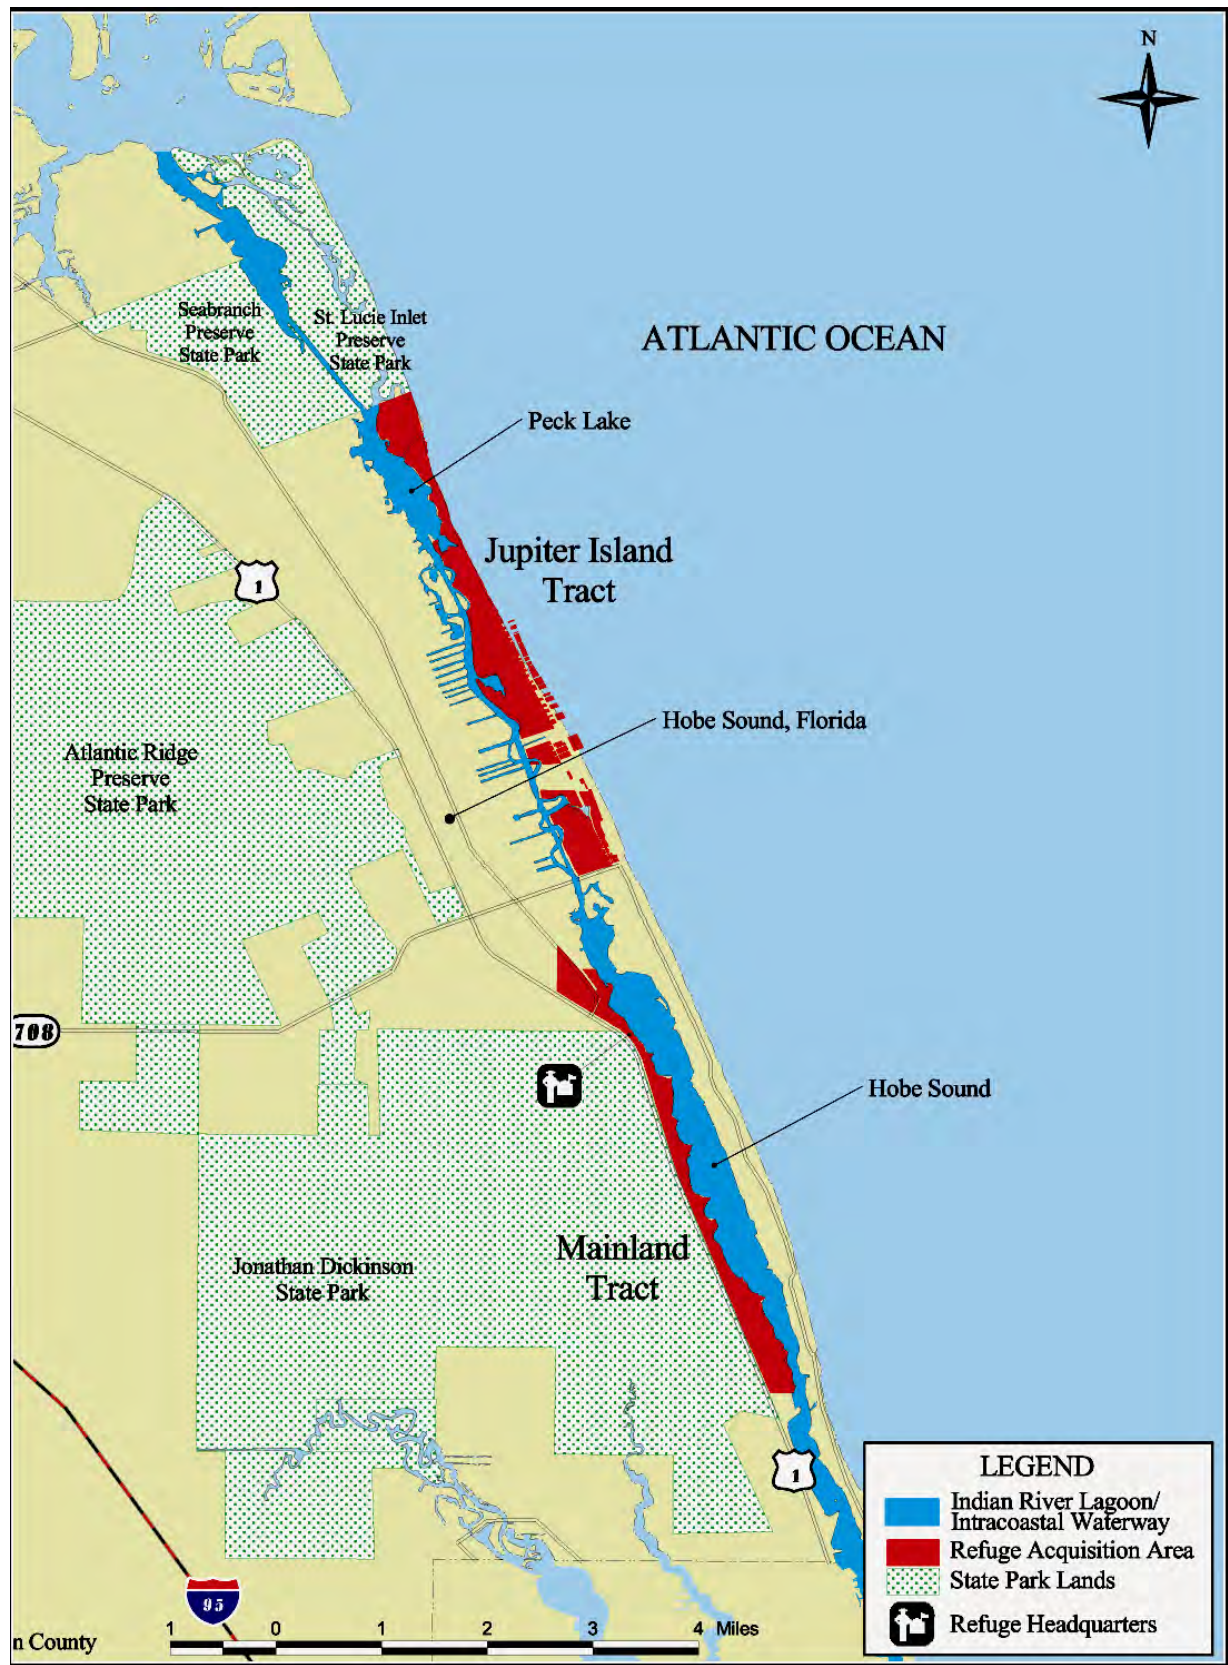 N
ATLANTIC OCEAN
Seabranch
Preserve
State Park
St. Lucie Inlet
Preserve
State Park
Peck Lake
Jupiter Island
Tract
1
Hobe Sound, Florida
Atlantic Ridge
Preserve
State Park
708
Hobe Sound
Mainland
Tract
Jonathan Dickinson
State Park
1
95
n County
1 0 1 2 3 4 Miles
LEGEND
Indian River Lagoon/
Intracoastal Waterway
Refuge Acquisition Area
State Park Lands
Refuge Headquarters